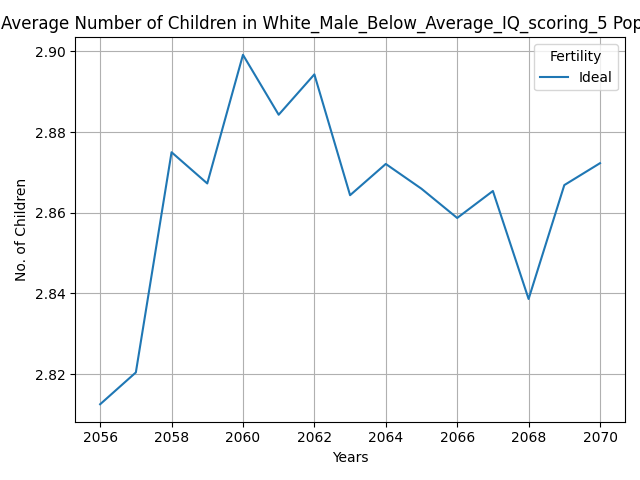 Average Number of Children in White_Male_Below_Average_IQ_scoring_5 Pop
Fertility
Ideal
No. of Children
2.90
2.88
2.86
2.84
2.82
2056 2058 2060 2062 2064 2066 2068 2070
Years